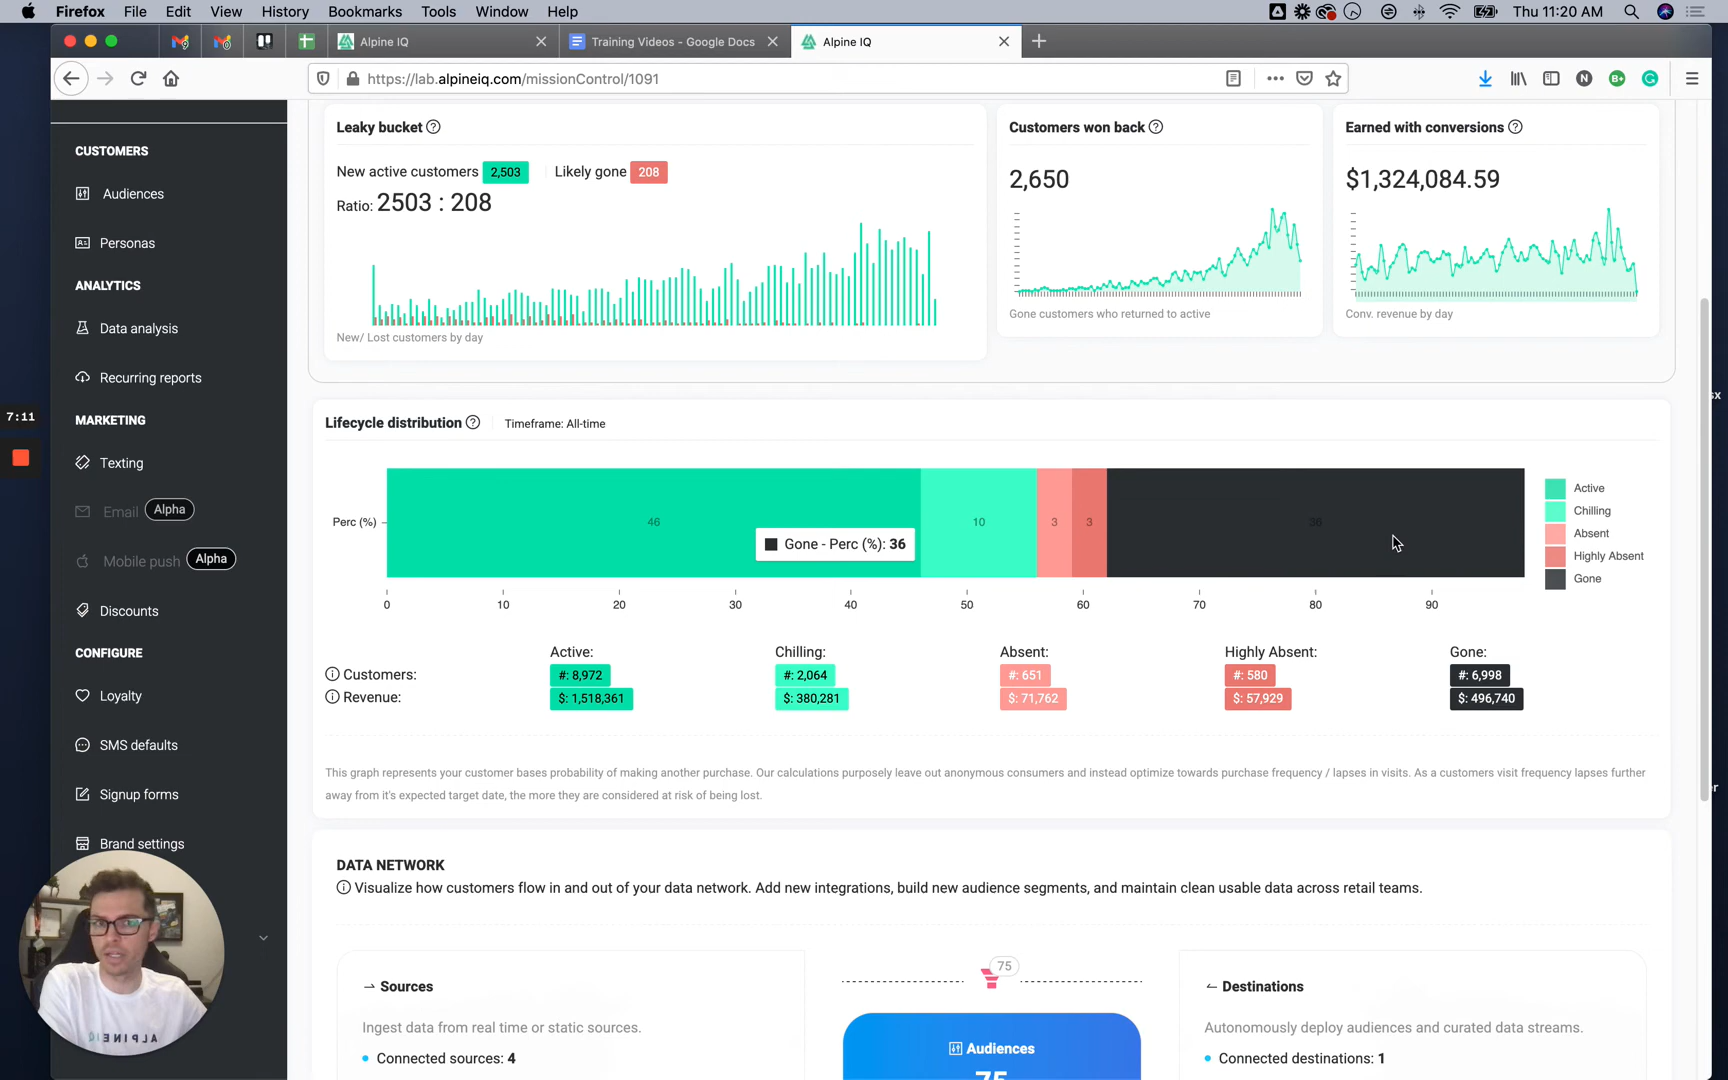 Firefox File Edit View History Bookmarks Tools Window Help Thu 11:20 AM
Alpine IQ Training Videos - Google Docs Alpine IQ
https://lab.alpineiq.com/missionControl/1091
CUSTOMERS
Audiences
Personas
ANALYTICS
Data analysis
Recurring reports
MARKETING
Texting
Email Alpha
Mobile push Alpha
Discounts
CONFIGURE
Loyalty
SMS defaults
Signup forms
Brand settings
7:11
ALPINEIQ
Leaky bucket
New active customers 2,503 Likely gone 208
Ratio: 2503 : 208
New/ Lost customers by day
Customers won back
2,650
Gone customers who returned to active
Earned with conversions
$1,324,084.59
Conv. revenue by day
Lifecycle distribution Timeframe: All-time
Perc (%)
46 10 3 3 36
Gone - Perc (%): 36
0 10 20 30 40 50 60 70 80 90
Active
Chilling
Absent
Highly Absent
Gone
Active: Chilling: Absent: Highly Absent: Gone:
Customers: #: 8,972 #: 2,064 #: 651 #: 580 #: 6,998
Revenue: $: 1,518,361 $: 380,281 $: 71,762 $: 57,929 $: 496,740
This graph represents your customer bases probability of making another purchase. Our calculations purposely leave out anonymous consumers and instead optimize towards purchase frequency / lapses in visits. As a customers visit frequency lapses further
away from it's expected target date, the more they are considered at risk of being lost.
DATA NETWORK
Visualize how customers flow in and out of your data network. Add new integrations, build new audience segments, and maintain clean usable data across retail teams.
Sources
Ingest data from real time or static sources.
Connected sources: 4
75
Audiences
75
Destinations
Autonomously deploy audiences and curated data streams.
Connected destinations: 1